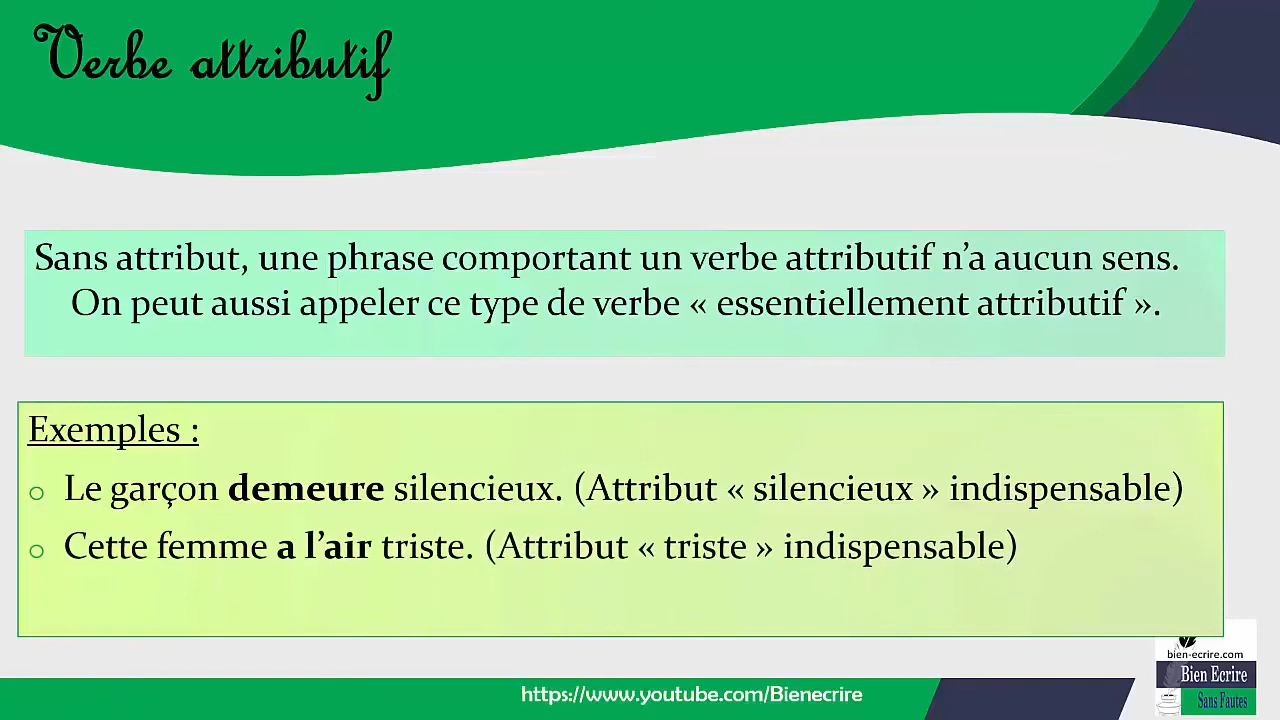 Verbe attributif
Sans attribut, une phrase comportant un verbe attributif n’a aucun sens.
On peut aussi appeler ce type de verbe « essentiellement attributif ».
Exemples :
o Le garçon demeure silencieux. (Attribut « silencieux » indispensable)
o Cette femme a l’air triste. (Attribut « triste » indispensable)
bien-ecrire.com
Bien Ecrire
Sans Fautes
https://www.youtube.com/Bienecrire